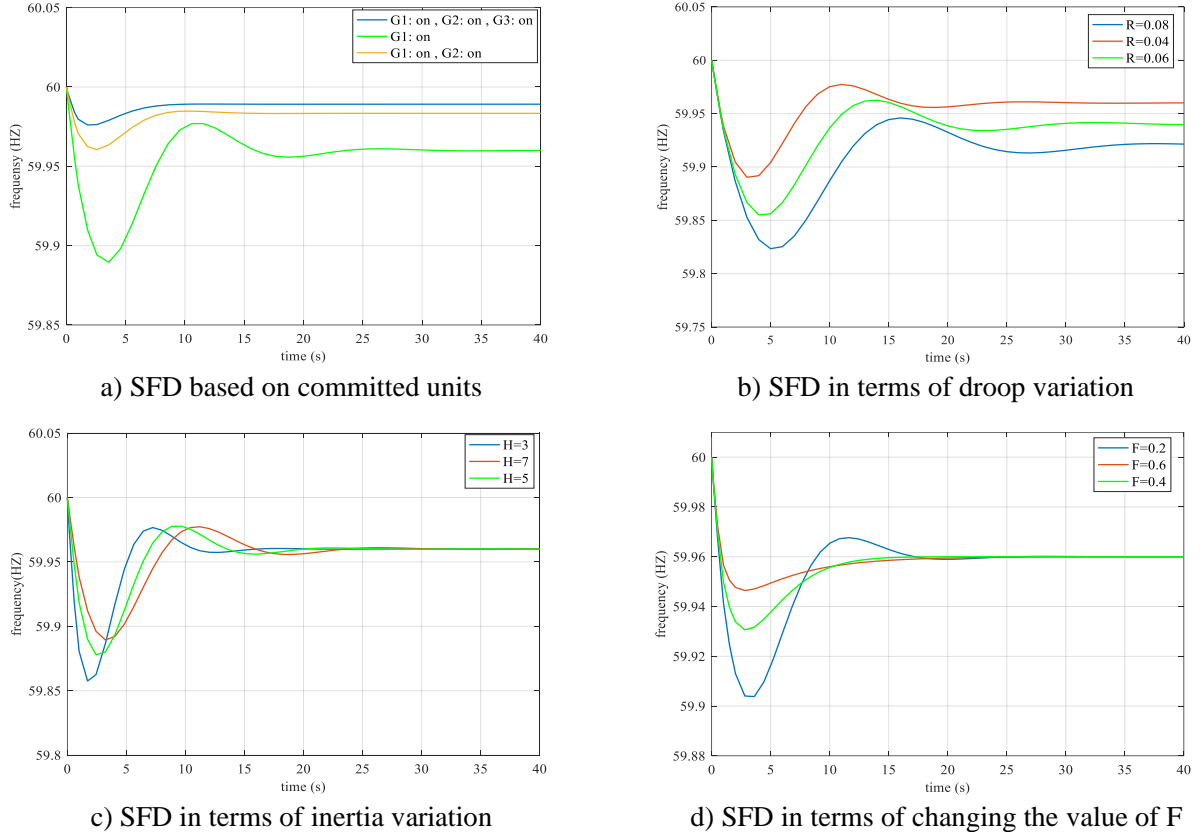 60.05
G1: on , G2: on , G3: on
G1: on
G1: on , G2: on
60
59.95
59.9
59.85
frequensy (HZ)
0 5 10 15 20 25 30 35 40
time (s)
a) SFD based on committed units
60.05
R=0.08
R=0.04
R=0.06
60
59.95
59.9
59.85
59.8
59.75
frequency (HZ)
0 5 10 15 20 25 30 35 40
time (s)
b) SFD in terms of droop variation
60.05
H=3
H=7
H=5
60
59.95
59.9
59.85
59.8
frequency(HZ)
0 5 10 15 20 25 30 35 40
time (s)
c) SFD in terms of inertia variation
F=0.2
F=0.6
F=0.4
60
59.98
59.96
59.94
59.92
59.9
59.88
frequency (HZ)
0 5 10 15 20 25 30 35 40
time (s)
d) SFD in terms of changing the value of F